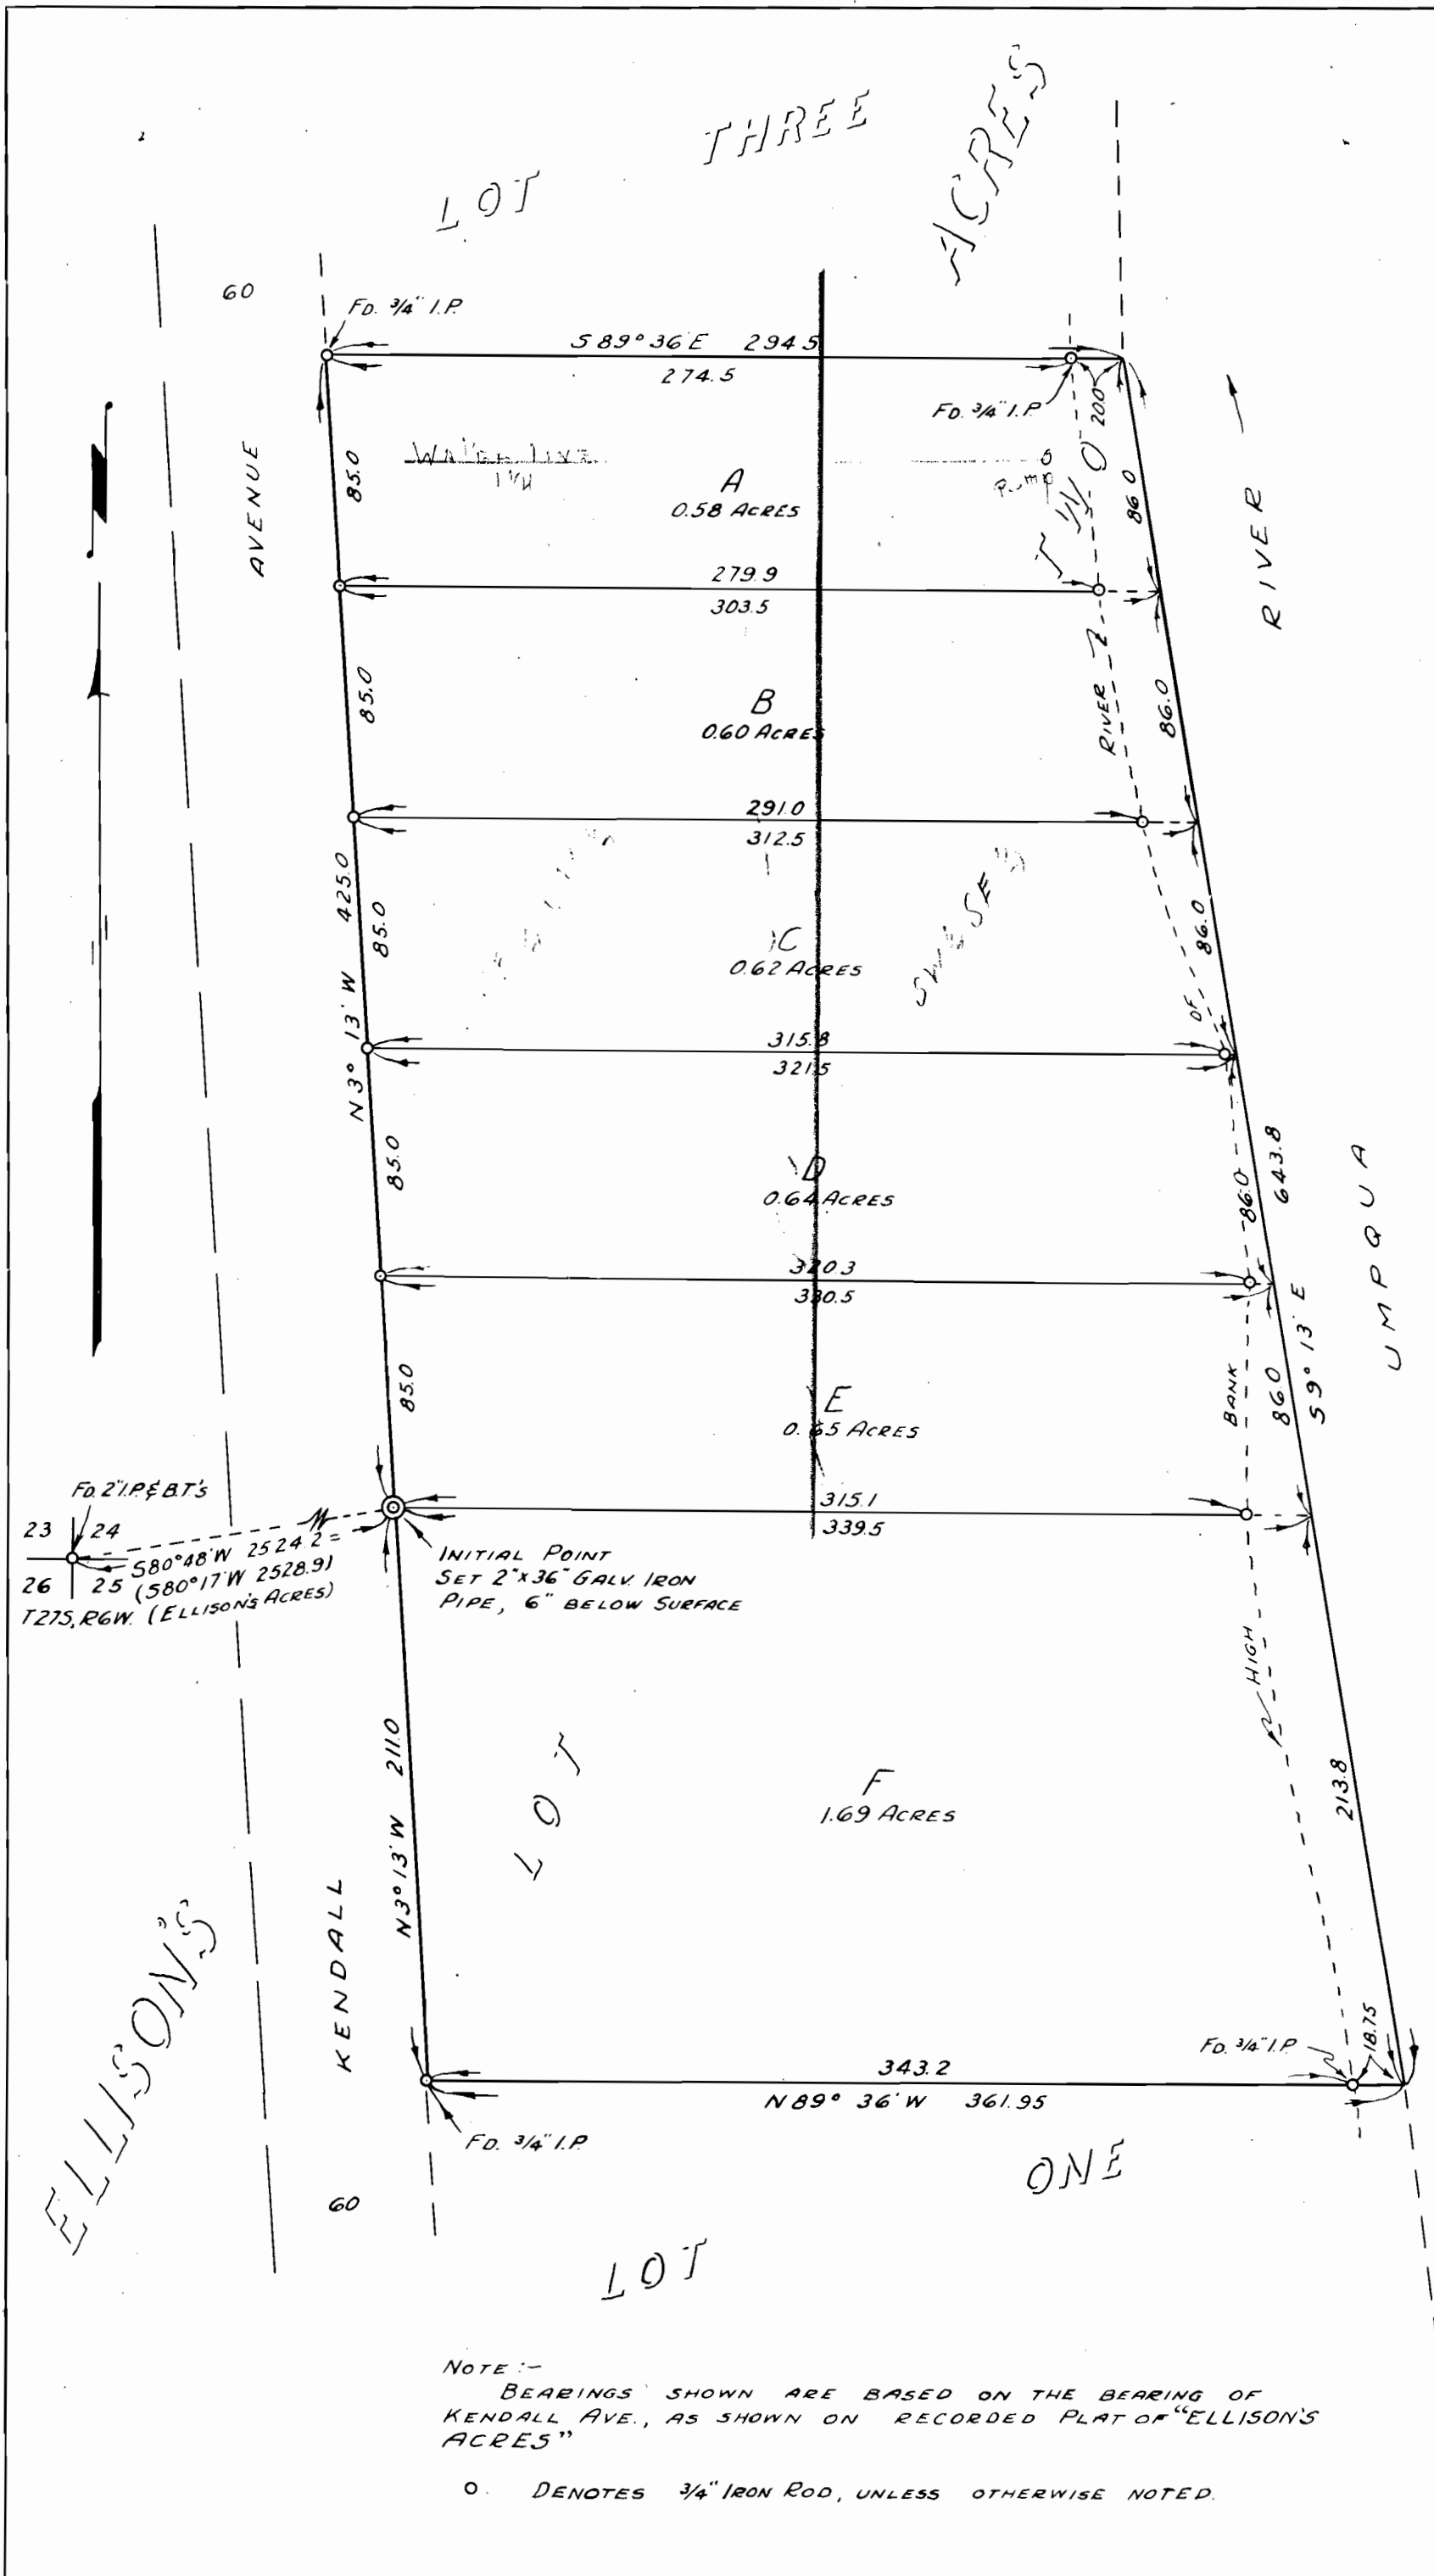 LOT THREE
ACRES
60
FD. 3/4" I.P.
S 89° 36' E 294.5
274.5
FD. 3/4" I.P.
20.0
AVENUE
85.0
Pump
A
0.58 ACRES
86.0
RIVER
279.9
303.5
85.0
B
0.60 ACRES
RIVER
86.0
291.0
312.5
N 3° 13' W 425.0
85.0
C
0.62 ACRES
OF
86.0
315.8
321.5
85.0
D
0.64 ACRES
86.0
643.8
UMPQUA
320.3
330.5
85.0
E
0.65 ACRES
BANK
86.0
S 9° 13' E
315.1
339.5
FD. 2" I.P. & B.T.'s
23 24
26 25
S80°48'W 2524.2
(S80°17'W 2528.9)
T27S, R6W. (ELLISON'S ACRES)
INITIAL POINT
SET 2"x36" GALV. IRON
PIPE, 6" BELOW SURFACE
HIGH
N3° 13' W 211.0
LOT
F
1.69 ACRES
213.8
ELLISON'S
KENDALL
FD. 3/4" I.P.
18.75
343.2
N 89° 36' W 361.95
FD. 3/4" I.P.
60
ONE
LOT
NOTE :-
BEARINGS SHOWN ARE BASED ON THE BEARING OF
KENDALL AVE., AS SHOWN ON RECORDED PLAT OF "ELLISON'S
ACRES"
O. DENOTES 3/4" IRON ROD, UNLESS OTHERWISE NOTED.